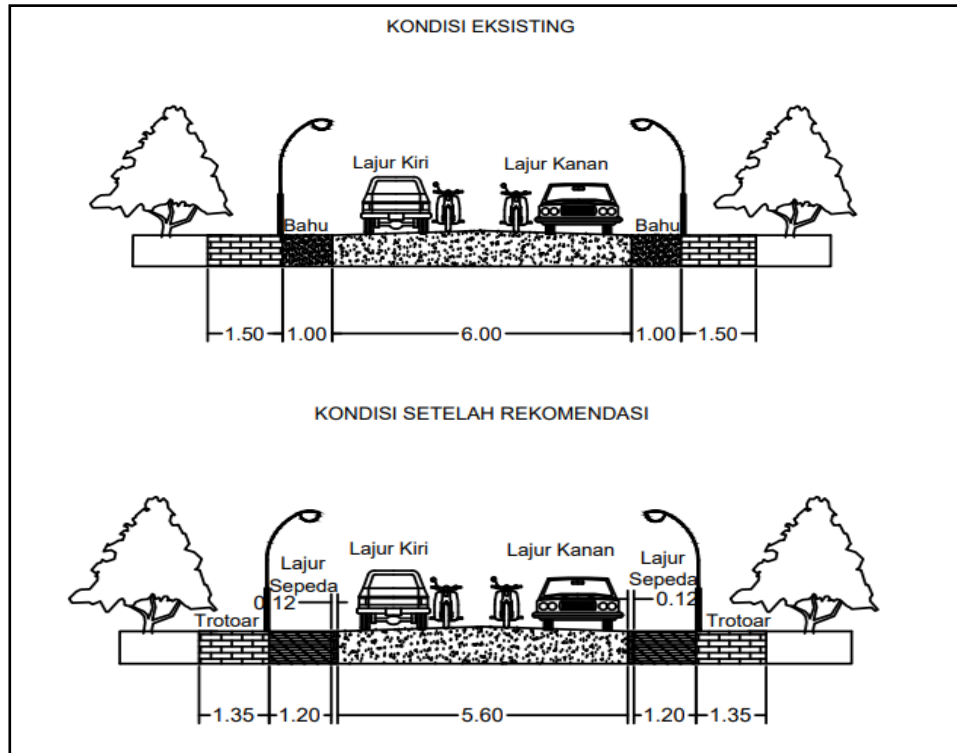 KONDISI EKSISTING
Lajur Kiri Lajur Kanan
Bahu Bahu
1.50 1.00 6.00 1.00 1.50
KONDISI SETELAH REKOMENDASI
Lajur Kiri Lajur Kanan
Lajur Lajur
Sepeda Sepeda
0.12 0.12
Trotoar Trotoar
1.35 1.20 5.60 1.20 1.35